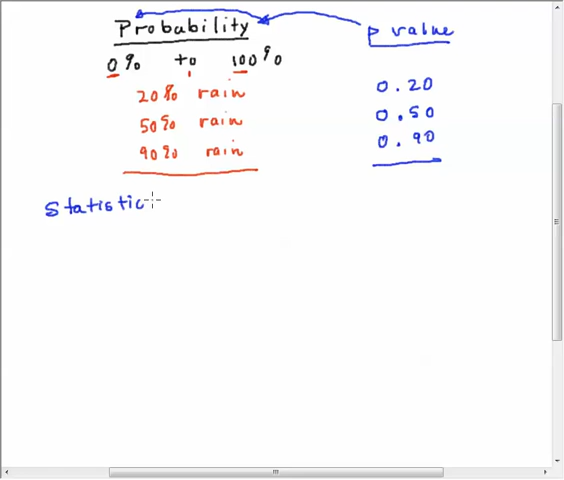 Probability
p value
0% to 100%
20% rain
0.20
50% rain
0.50
90% rain
0.90
Statistic